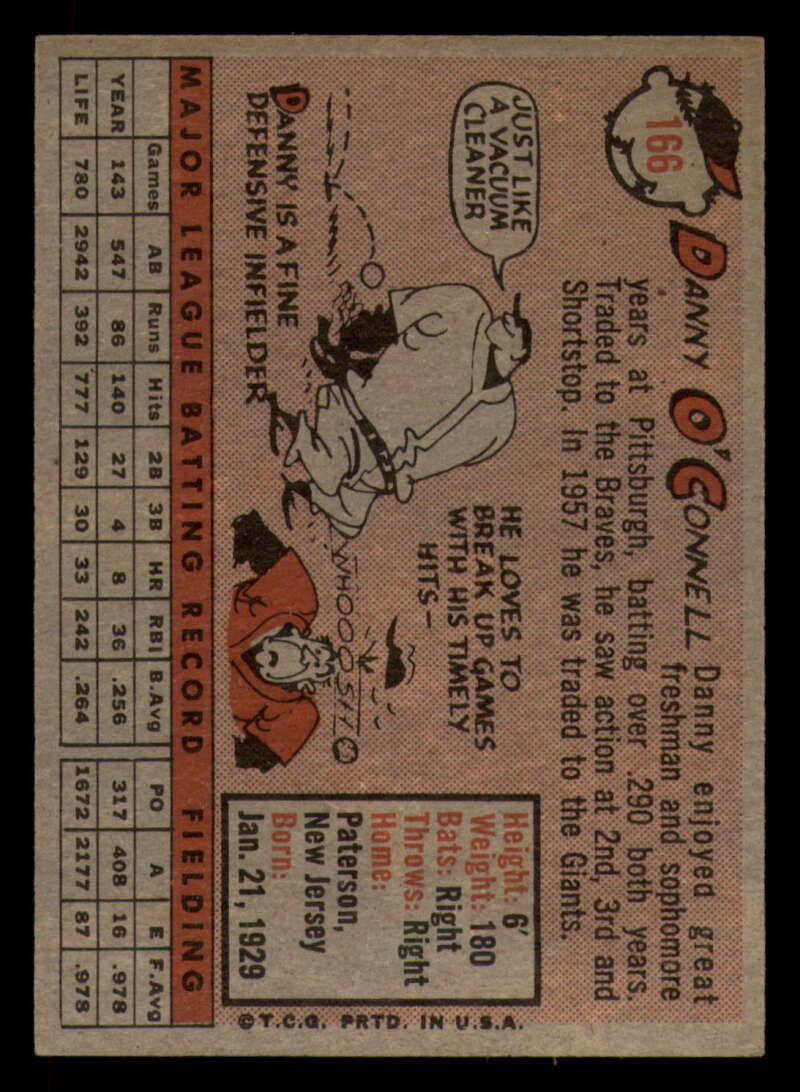 166
DANNY O'CONNELL
Danny enjoyed great
freshman and sophomore
years at Pittsburgh, batting over .290 both years.
Traded to the Braves, he saw action at 2nd, 3rd and
Shortstop. In 1957 he was traded to the Giants.
JUST LIKE
A VACUUM
CLEANER
DANNY IS A FINE
DEFENSIVE INFIELDER
HE LOVES TO
BREAK UP GAMES
WITH HIS TIMELY
HITS—
WHOOOSH
Height: 6'
Weight: 180
Bats: Right
Throws: Right
Home:
Paterson,
New Jersey
Born:
Jan. 21, 1929
© T.C.G. PRTD. IN U.S.A.
MAJOR LEAGUE BATTING RECORD FIELDING
Games AB Runs Hits 2B 3B HR RBI B.Avg PO A E F.Avg
YEAR 143 547 86 140 27 4 8 36 .256 317 408 16 .978
LIFE 780 2942 392 777 129 30 33 242 .264 1672 2177 87 .978